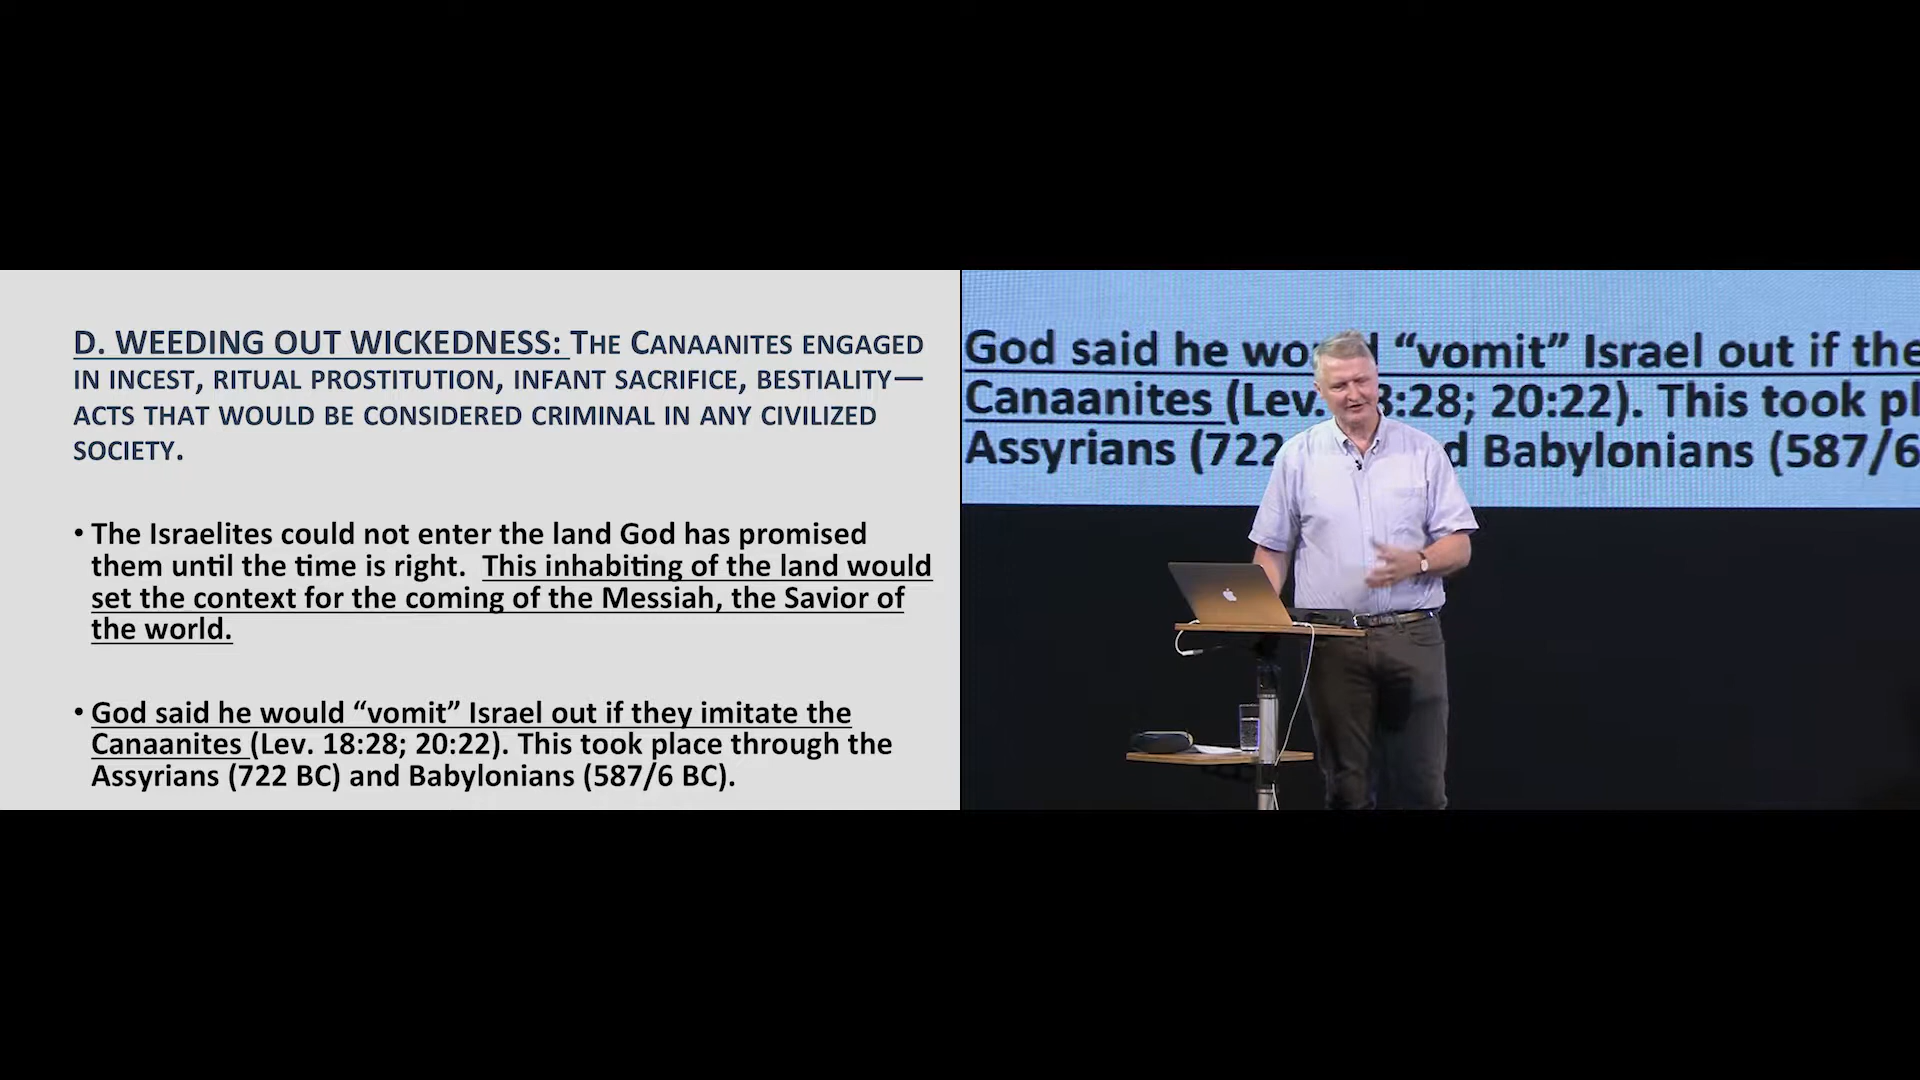 D. WEEDING OUT WICKEDNESS: THE CANAANITES ENGAGED
IN INCEST, RITUAL PROSTITUTION, INFANT SACRIFICE, BESTIALITY—
ACTS THAT WOULD BE CONSIDERED CRIMINAL IN ANY CIVILIZED
SOCIETY.
• The Israelites could not enter the land God has promised
them until the time is right. This inhabiting of the land would
set the context for the coming of the Messiah, the Savior of
the world.
• God said he would “vomit” Israel out if they imitate the
Canaanites (Lev. 18:28; 20:22). This took place through the
Assyrians (722 BC) and Babylonians (587/6 BC).
God said he wou “vomit” Israel out if the
Canaanites (Lev. 8:28; 20:22). This took pl
Assyrians (722 d Babylonians (587/6